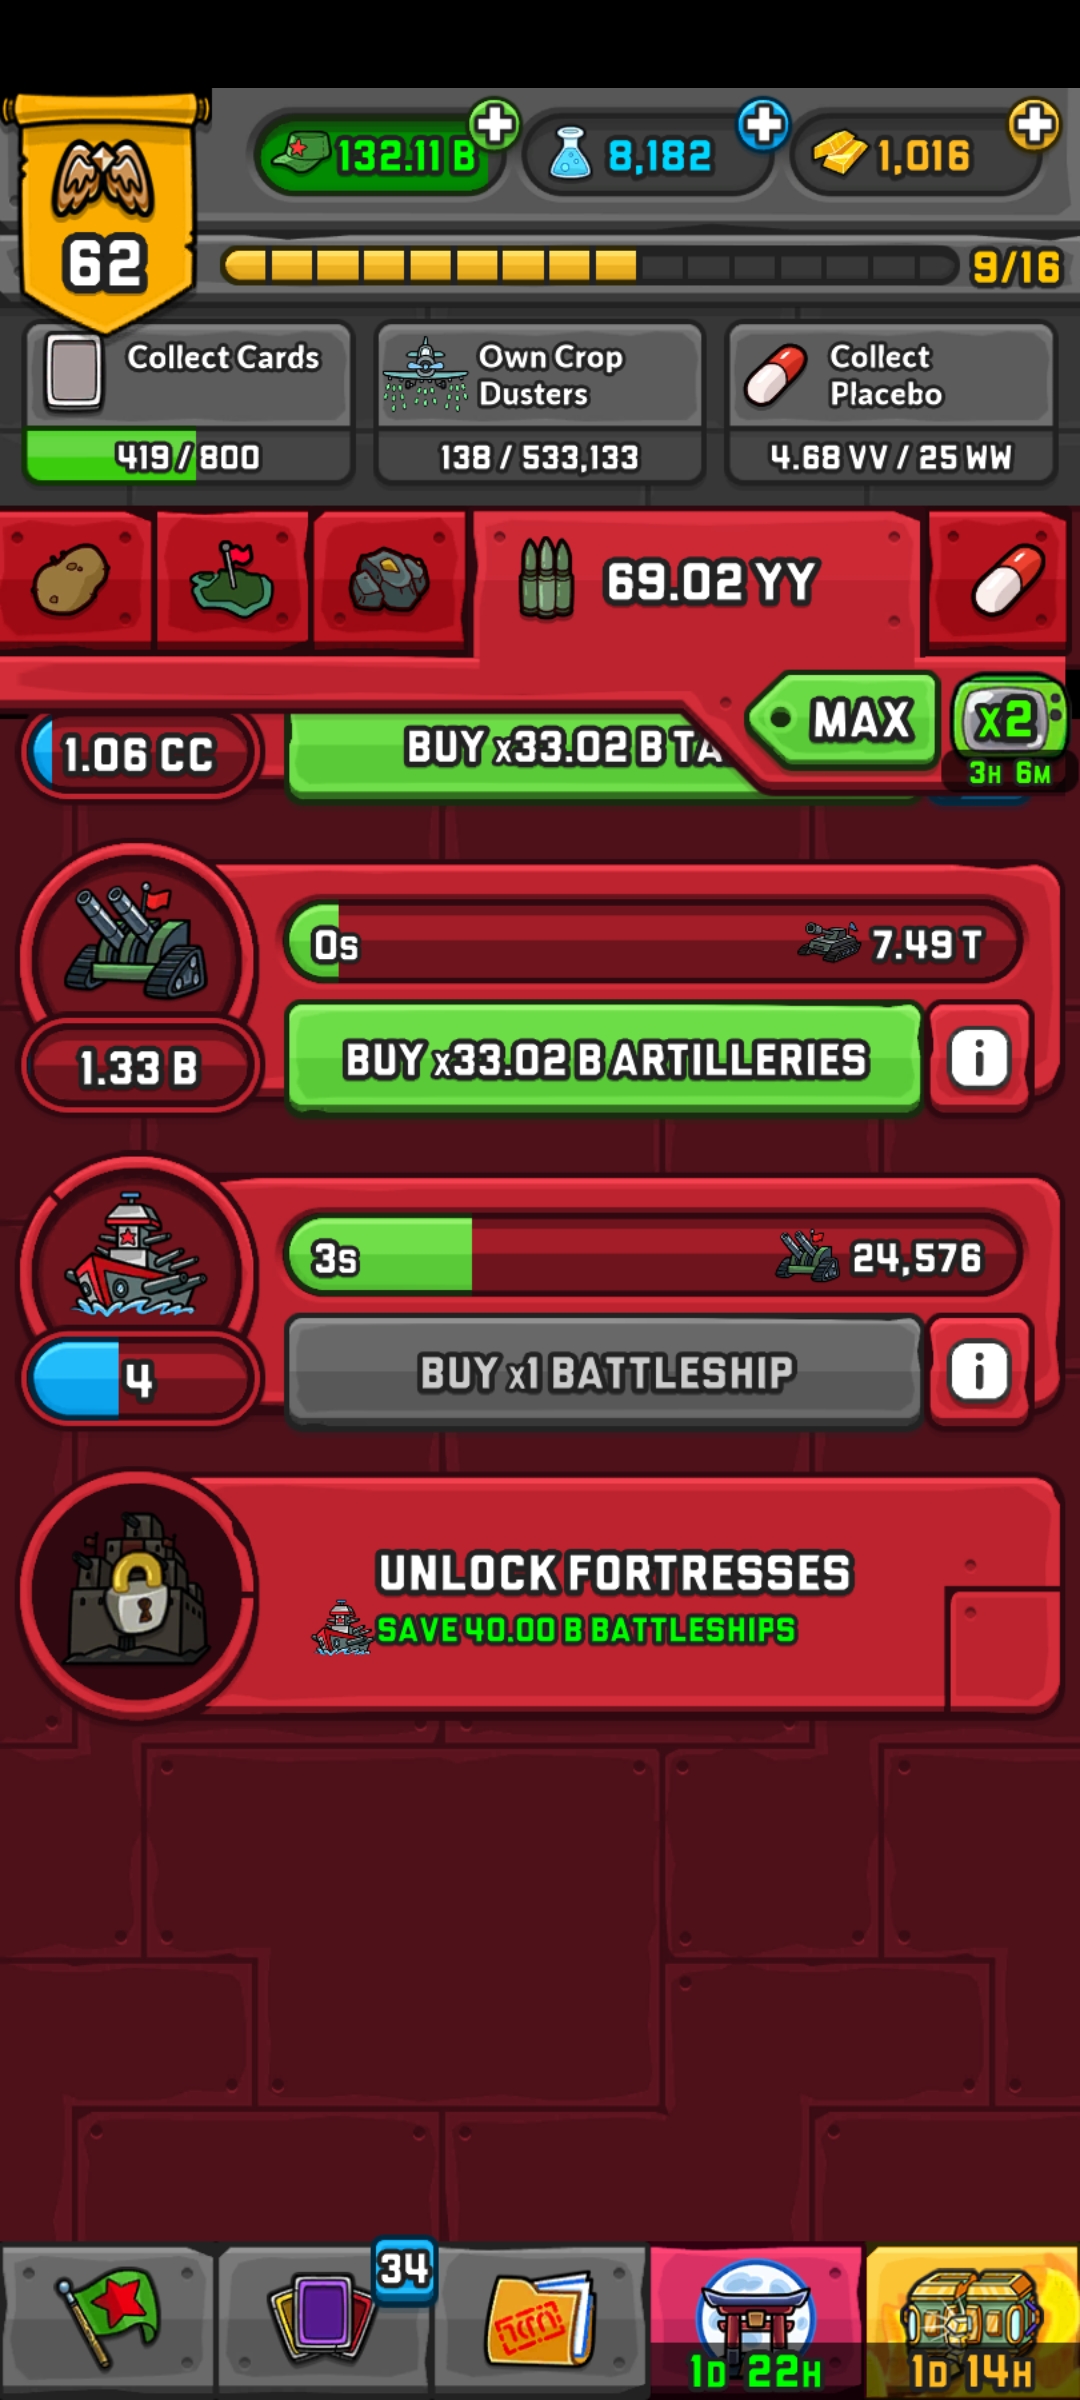 132.11 B
8,182
1,016
62
9/16
Collect Cards
419 / 800
Own Crop
Dusters
138 / 533,133
Collect
Placebo
4.68 VV / 25 WW
69.02 YY
MAX
x2
3H 6M
1.06 CC
BUY x33.02 B TA
0s
7.49 T
1.33 B
BUY x33.02 B ARTILLERIES
i
3s
24,576
4
BUY x1 BATTLESHIP
i
UNLOCK FORTRESSES
SAVE 40.00 B BATTLESHIPS
34
1D 22H
1D 14H